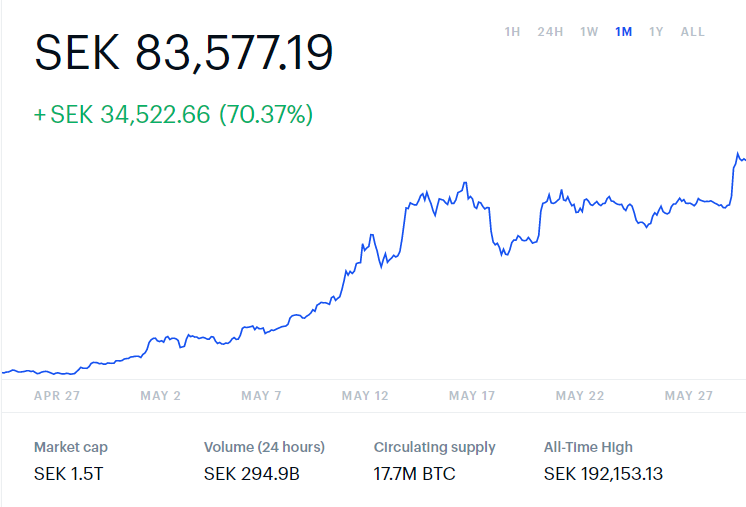 SEK 83,577.19
1H 24H 1W 1M 1Y ALL
+ SEK 34,522.66 (70.37%)
APR 27 MAY 2 MAY 7 MAY 12 MAY 17 MAY 22 MAY 27
Market cap Volume (24 hours) Circulating supply All-Time High
SEK 1.5T SEK 294.9B 17.7M BTC SEK 192,153.13